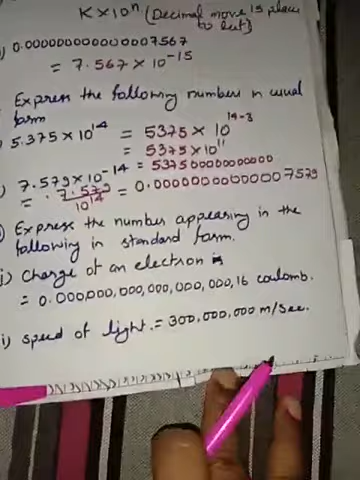 K×10ⁿ (Decimal move 15 place
to left)
) 0.0000000000000007567
= 7.567 × 10⁻¹⁵
Express the following numbers in usual
form
) 5.375 × 10¹⁴ = 5375 × 10¹⁴⁻³
= 5375 × 10¹¹
= 537500000000000
) 7.579 × 10⁻¹⁴
= 7.579/10¹⁴ = 0.00000000000007579
) Express the number appearing in the
following in standard form.
i) Charge of an electron is
= 0.000,000,000,000,000,000,16 coulomb.
i) speed of light. = 300,000,000 m/sec.